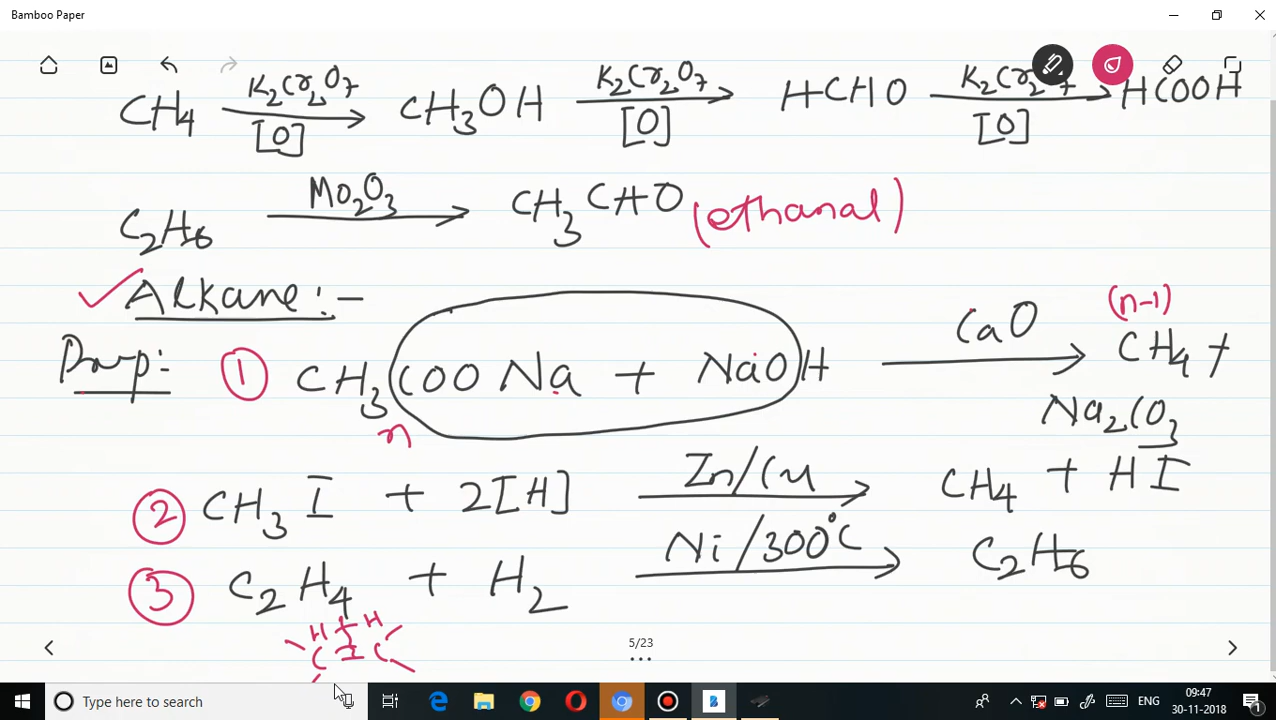 Bamboo Paper
CH4 K2Cr2O7 [O] CH3OH K2Cr2O7 [O] HCHO K2Cr2O7 [O] HCOOH
C2H6 Mo2O3 CH3CHO (ethanal)
Alkane :-
Prep: 1 CH3COONa + NaOH CaO CH4 + (n-1)
n Na2CO3
2 CH3I + 2[H] Zn/Cu CH4 + HI
3 C2H4 + H2 Ni/300°C C2H6
H H
C C
5/23
Type here to search
ENG
09:47
30-11-2018
1